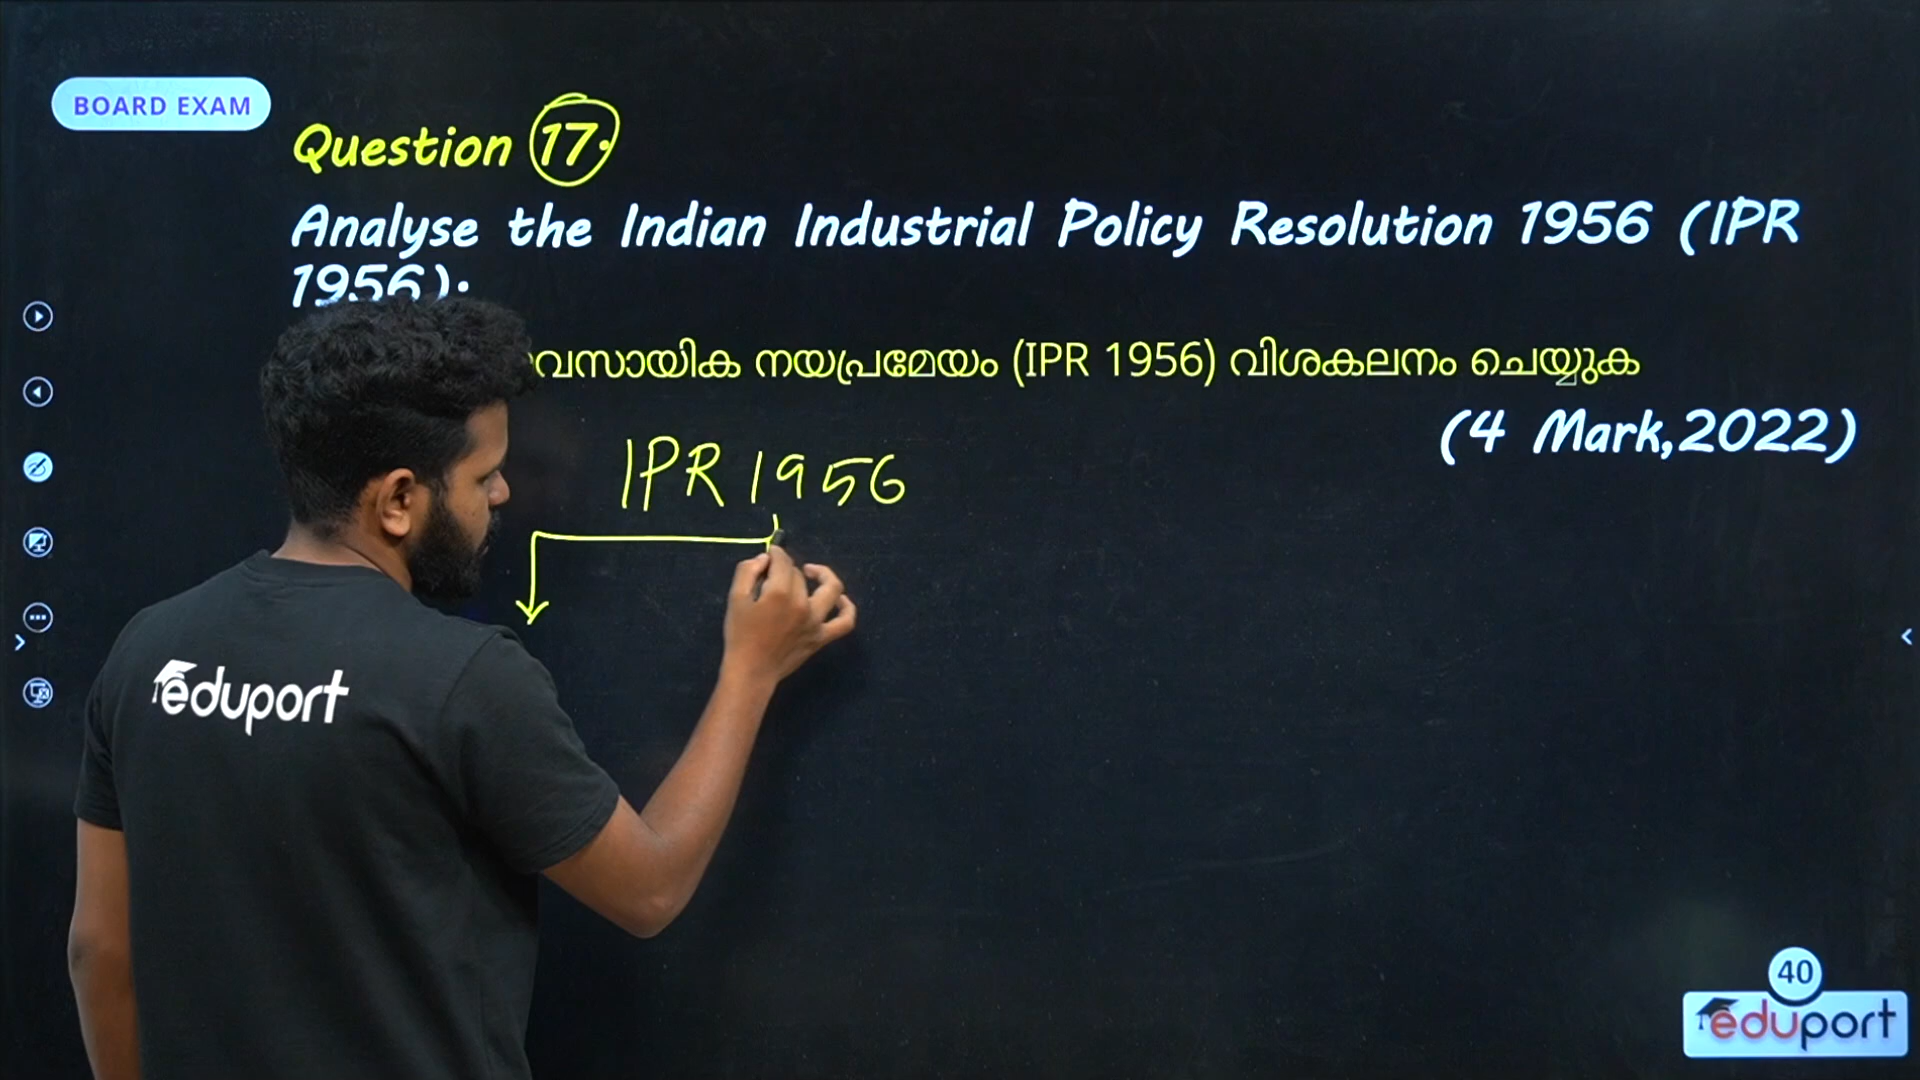 BOARD EXAM
Question 17.
Analyse the Indian Industrial Policy Resolution 1956 (IPR
1956).
നയപ്രമേയം (IPR 1956) വിശകലനം ചെയ്യുക
(4 Mark,2022)
IPR 1956
eduport
40
eduport